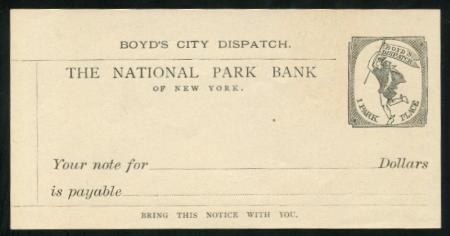 BOYD'S CITY DISPATCH.
THE NATIONAL PARK BANK
OF NEW YORK.
BOYD'S
DISPATCH
1 PARK PLACE
Your note for Dollars
is payable
BRING THIS NOTICE WITH YOU.